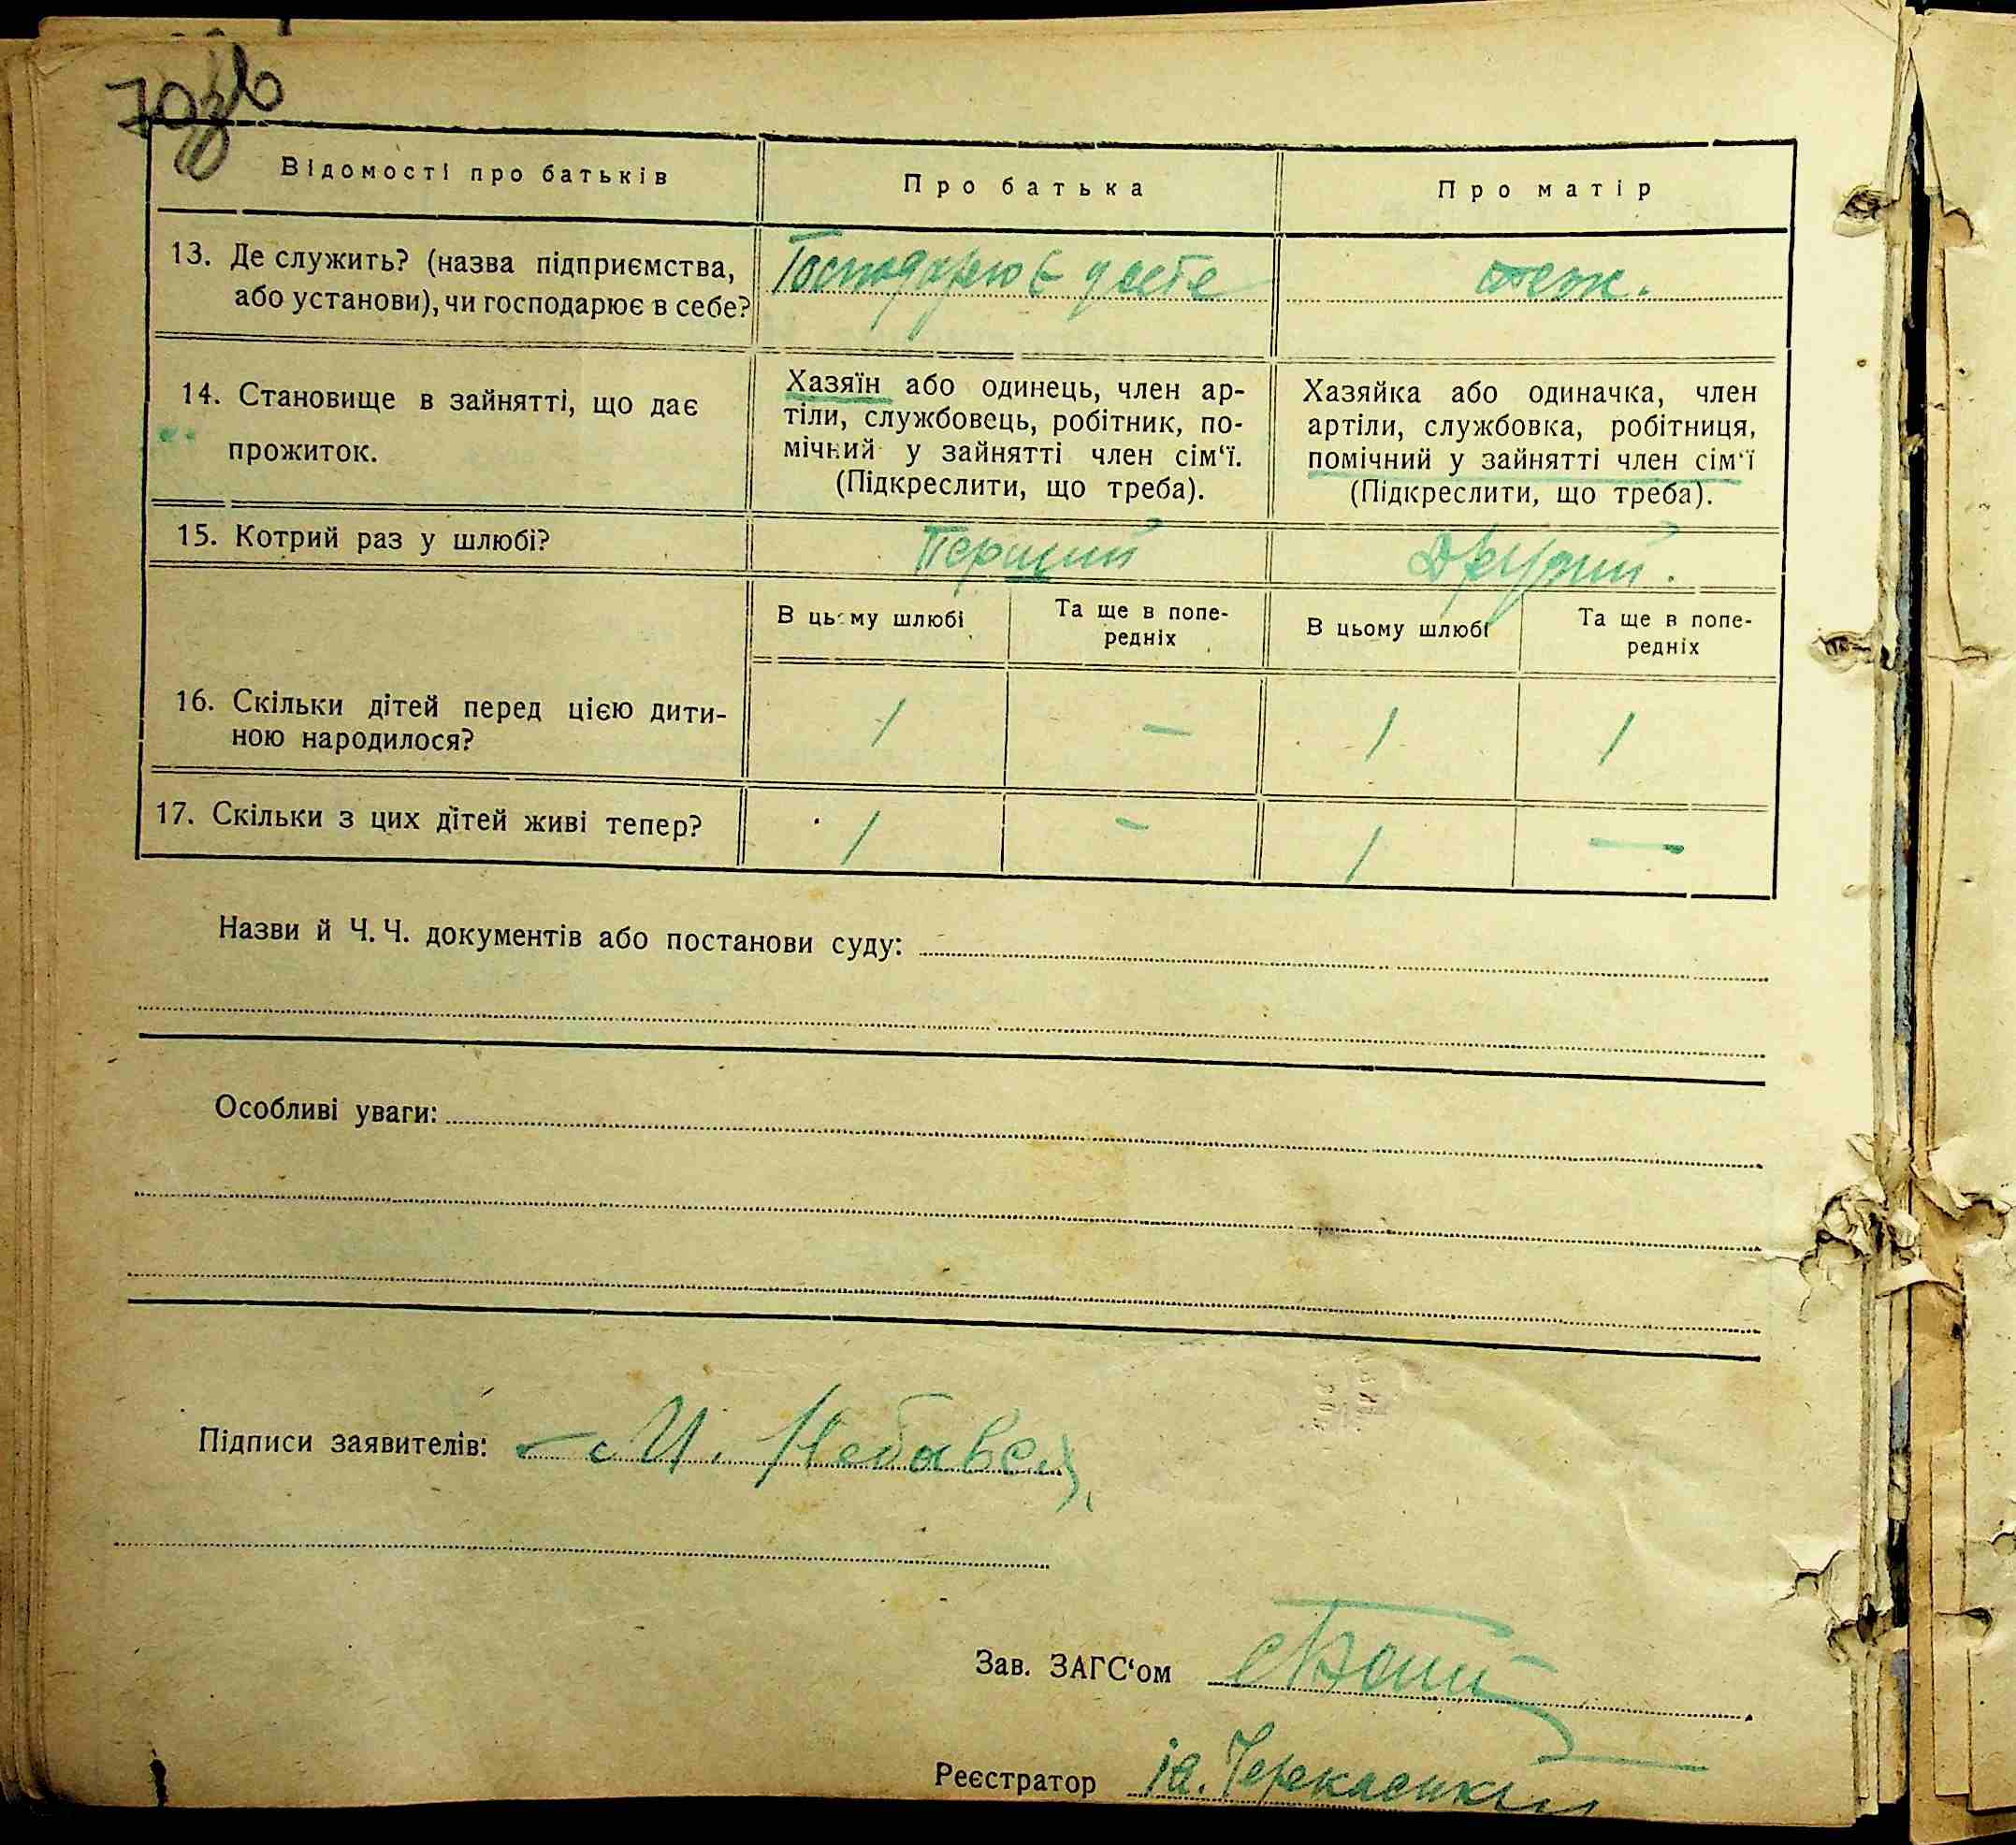 70 зв
Відомості про батьків
Про батька
Про матір
13. Де служить? (назва підприємства,
або установи), чи господарює в себе?
Господарює у себе
теж.
14. Становище в зайнятті, що дає
прожиток.
Хазяїн або одинець, член ар-
тіли, службовець, робітник, по-
мічний у зайнятті член сім‘ї.
(Підкреслити, що треба).
Хазяйка або одиначка, член
артіли, службовка, робітниця,
помічний у зайнятті член сім‘ї
(Підкреслити, що треба).
15. Котрий раз у шлюбі?
Перший
Другий.
В цьому шлюбі
Та ще в попе-
редніх
В цьому шлюбі
Та ще в попе-
редніх
16. Скільки дітей перед цією дити-
ною народилося?
1
—
1
1
17. Скільки з цих дітей живі тепер?
1
—
1
—
Назви й Ч. Ч. документів або постанови суду:
Особливі уваги:
Підписи заявителів:
М. Небався
Зав. ЗАГС‘ом
Реєстратор